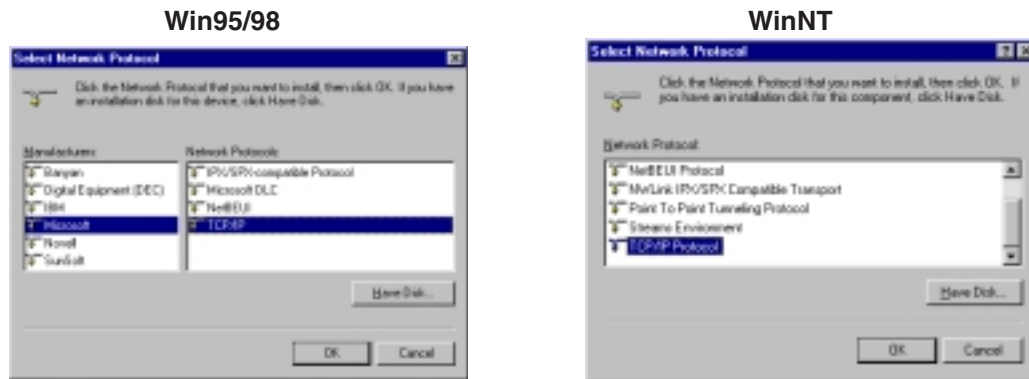 Win95/98
Select Network Protocol
Click the Network Protocol that you want to install, then click OK. If you have
an installation disk for this device, click Have Disk.
Manufacturers:
Banyan
Digital Equipment (DEC)
IBM
Microsoft
Novell
SunSoft
Network Protocols:
IPX/SPX-compatible Protocol
Microsoft DLC
NetBEUI
TCP/IP
Have Disk...
OK
Cancel
WinNT
Select Network Protocol
Click the Network Protocol that you want to install, then click OK. If
you have an installation disk for this component, click Have Disk.
Network Protocol:
NetBEUI Protocol
NWLink IPX/SPX Compatible Transport
Point To Point Tunneling Protocol
Streams Environment
TCP/IP Protocol
Have Disk...
OK
Cancel